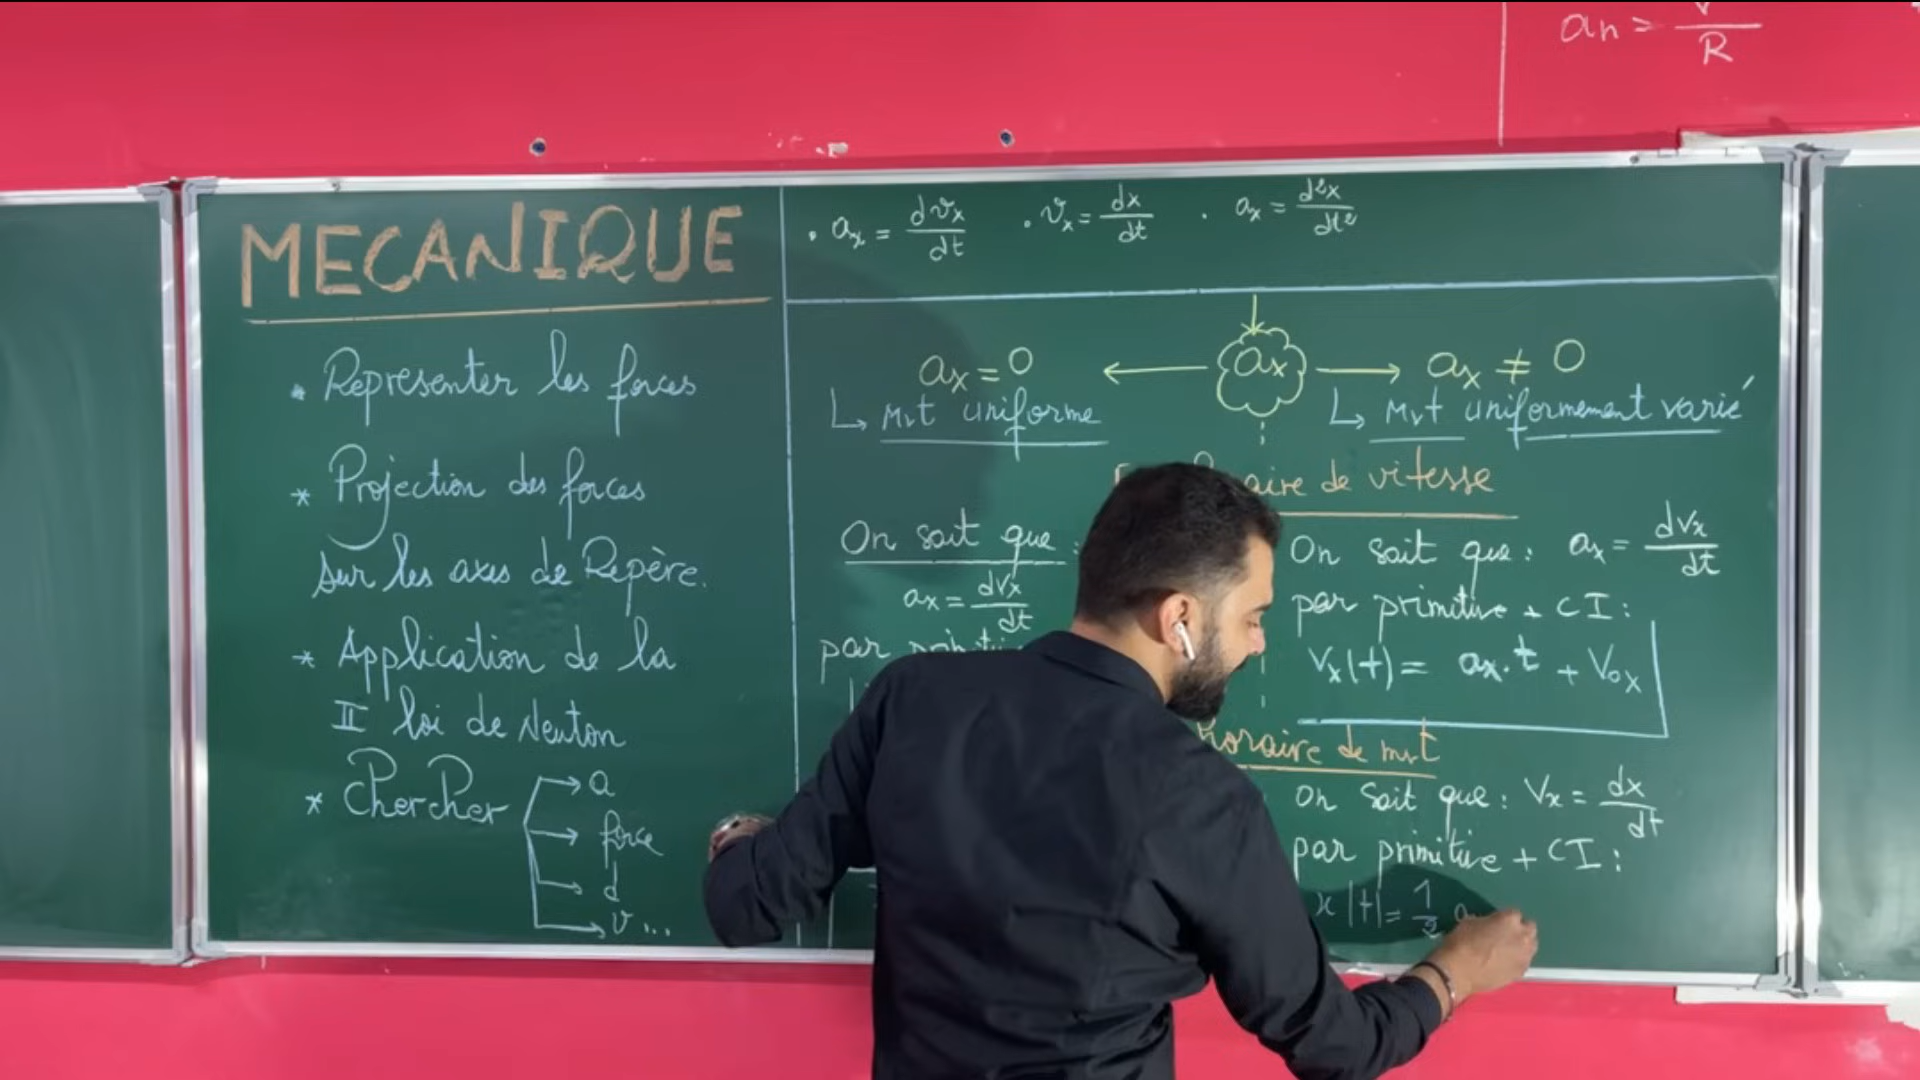 an = V / R
MECANIQUE
• Représenter les forces
* Projection des forces
sur les axes de Repère.
* Application de la
II loi de Newton
* ChercHer → a
→ force
→ d
→ v ...
• ax = dvx/dt • vx = dx/dt • ax = d²x/dt²
ax = 0 ← ax → ax ≠ 0
↳ Mvt uniforme
↳ Mvt uniformement varié
de vitesse
On sait que :
ax = dvx/dt
par
On sait que : ax = dvx/dt
par primitive + CI :
Vx(t) = ax.t + Vox
horaire de mvt
On sait que : Vx = dx/dt
par primitive + CI :
x(t) = 1/2 a